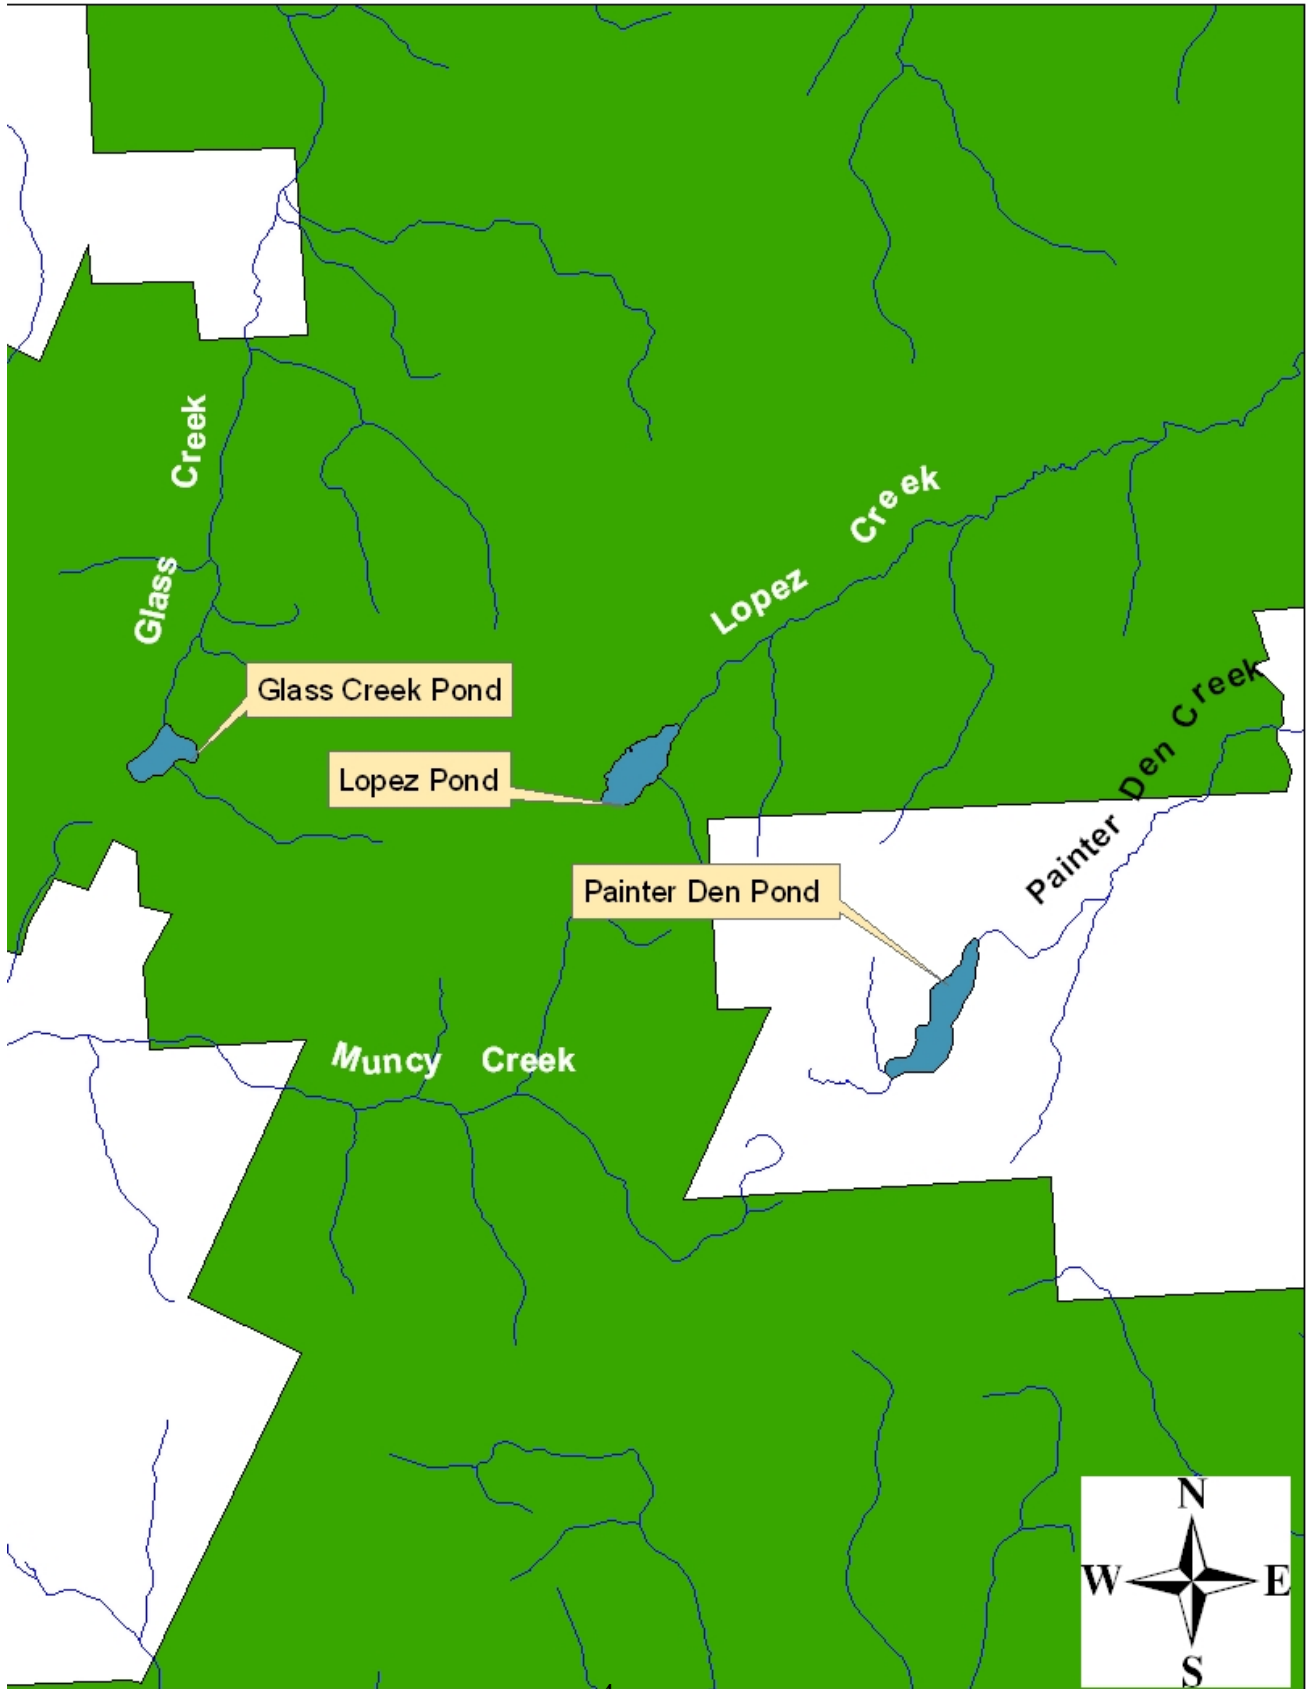 Glass Creek
Lopez Creek
Painter Den Creek
Glass Creek Pond
Lopez Pond
Painter Den Pond
Muncy Creek
N
W E
S